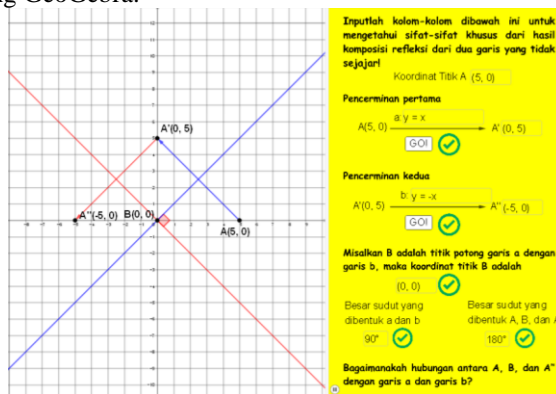 ng GeoGebra.
A'(0, 5)
A''(-5, 0)
B(0, 0)
A(5, 0)
Inputlah kolom-kolom dibawah ini untuk
mengetahui sifat-sifat khusus dari hasil
komposisi refleksi dari dua garis yang tidak
sejajar!
Koordinat Titik A (5, 0)
Pencerminan pertama
a: y = x
A(5, 0) A' (0, 5)
GO!
Pencerminan kedua
b: y = -x
A'(0, 5) A'' (-5, 0)
GO!
Misalkan B adalah titik potong garis a dengan
garis b, maka koordinat titik B adalah
(0, 0)
Besar sudut yang Besar sudut yang
dibentuk a dan b dibentuk A, B, dan
90° 180°
Bagaimanakah hubungan antara A, B, dan A''
dengan garis a dan garis b?